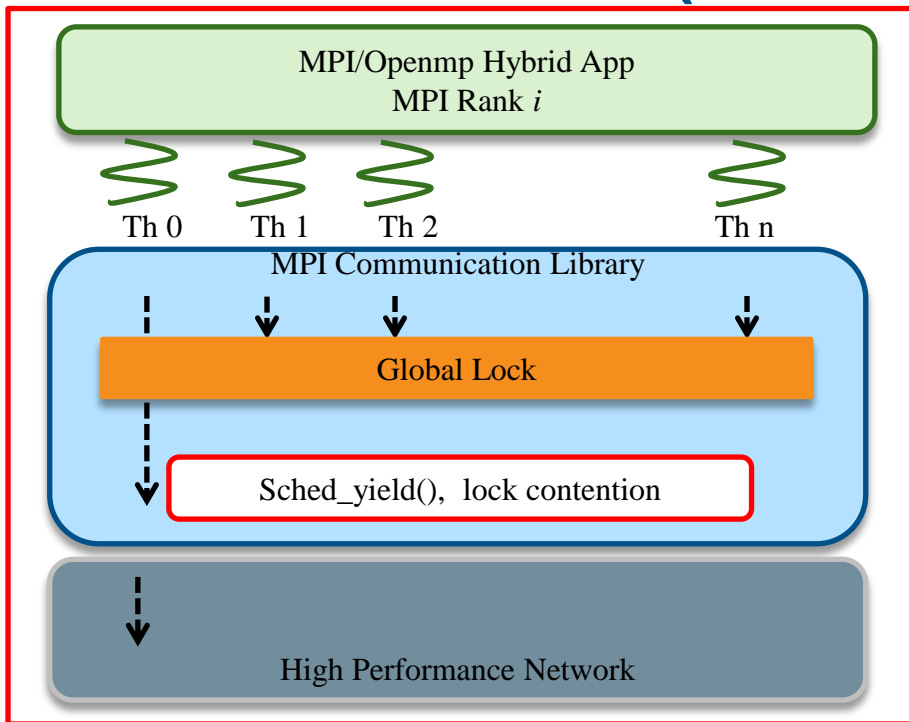 MPI/Openmp Hybrid App
MPI Rank i
Th 0 Th 1 Th 2 Th n
MPI Communication Library
Global Lock
Sched_yield(), lock contention
High Performance Network